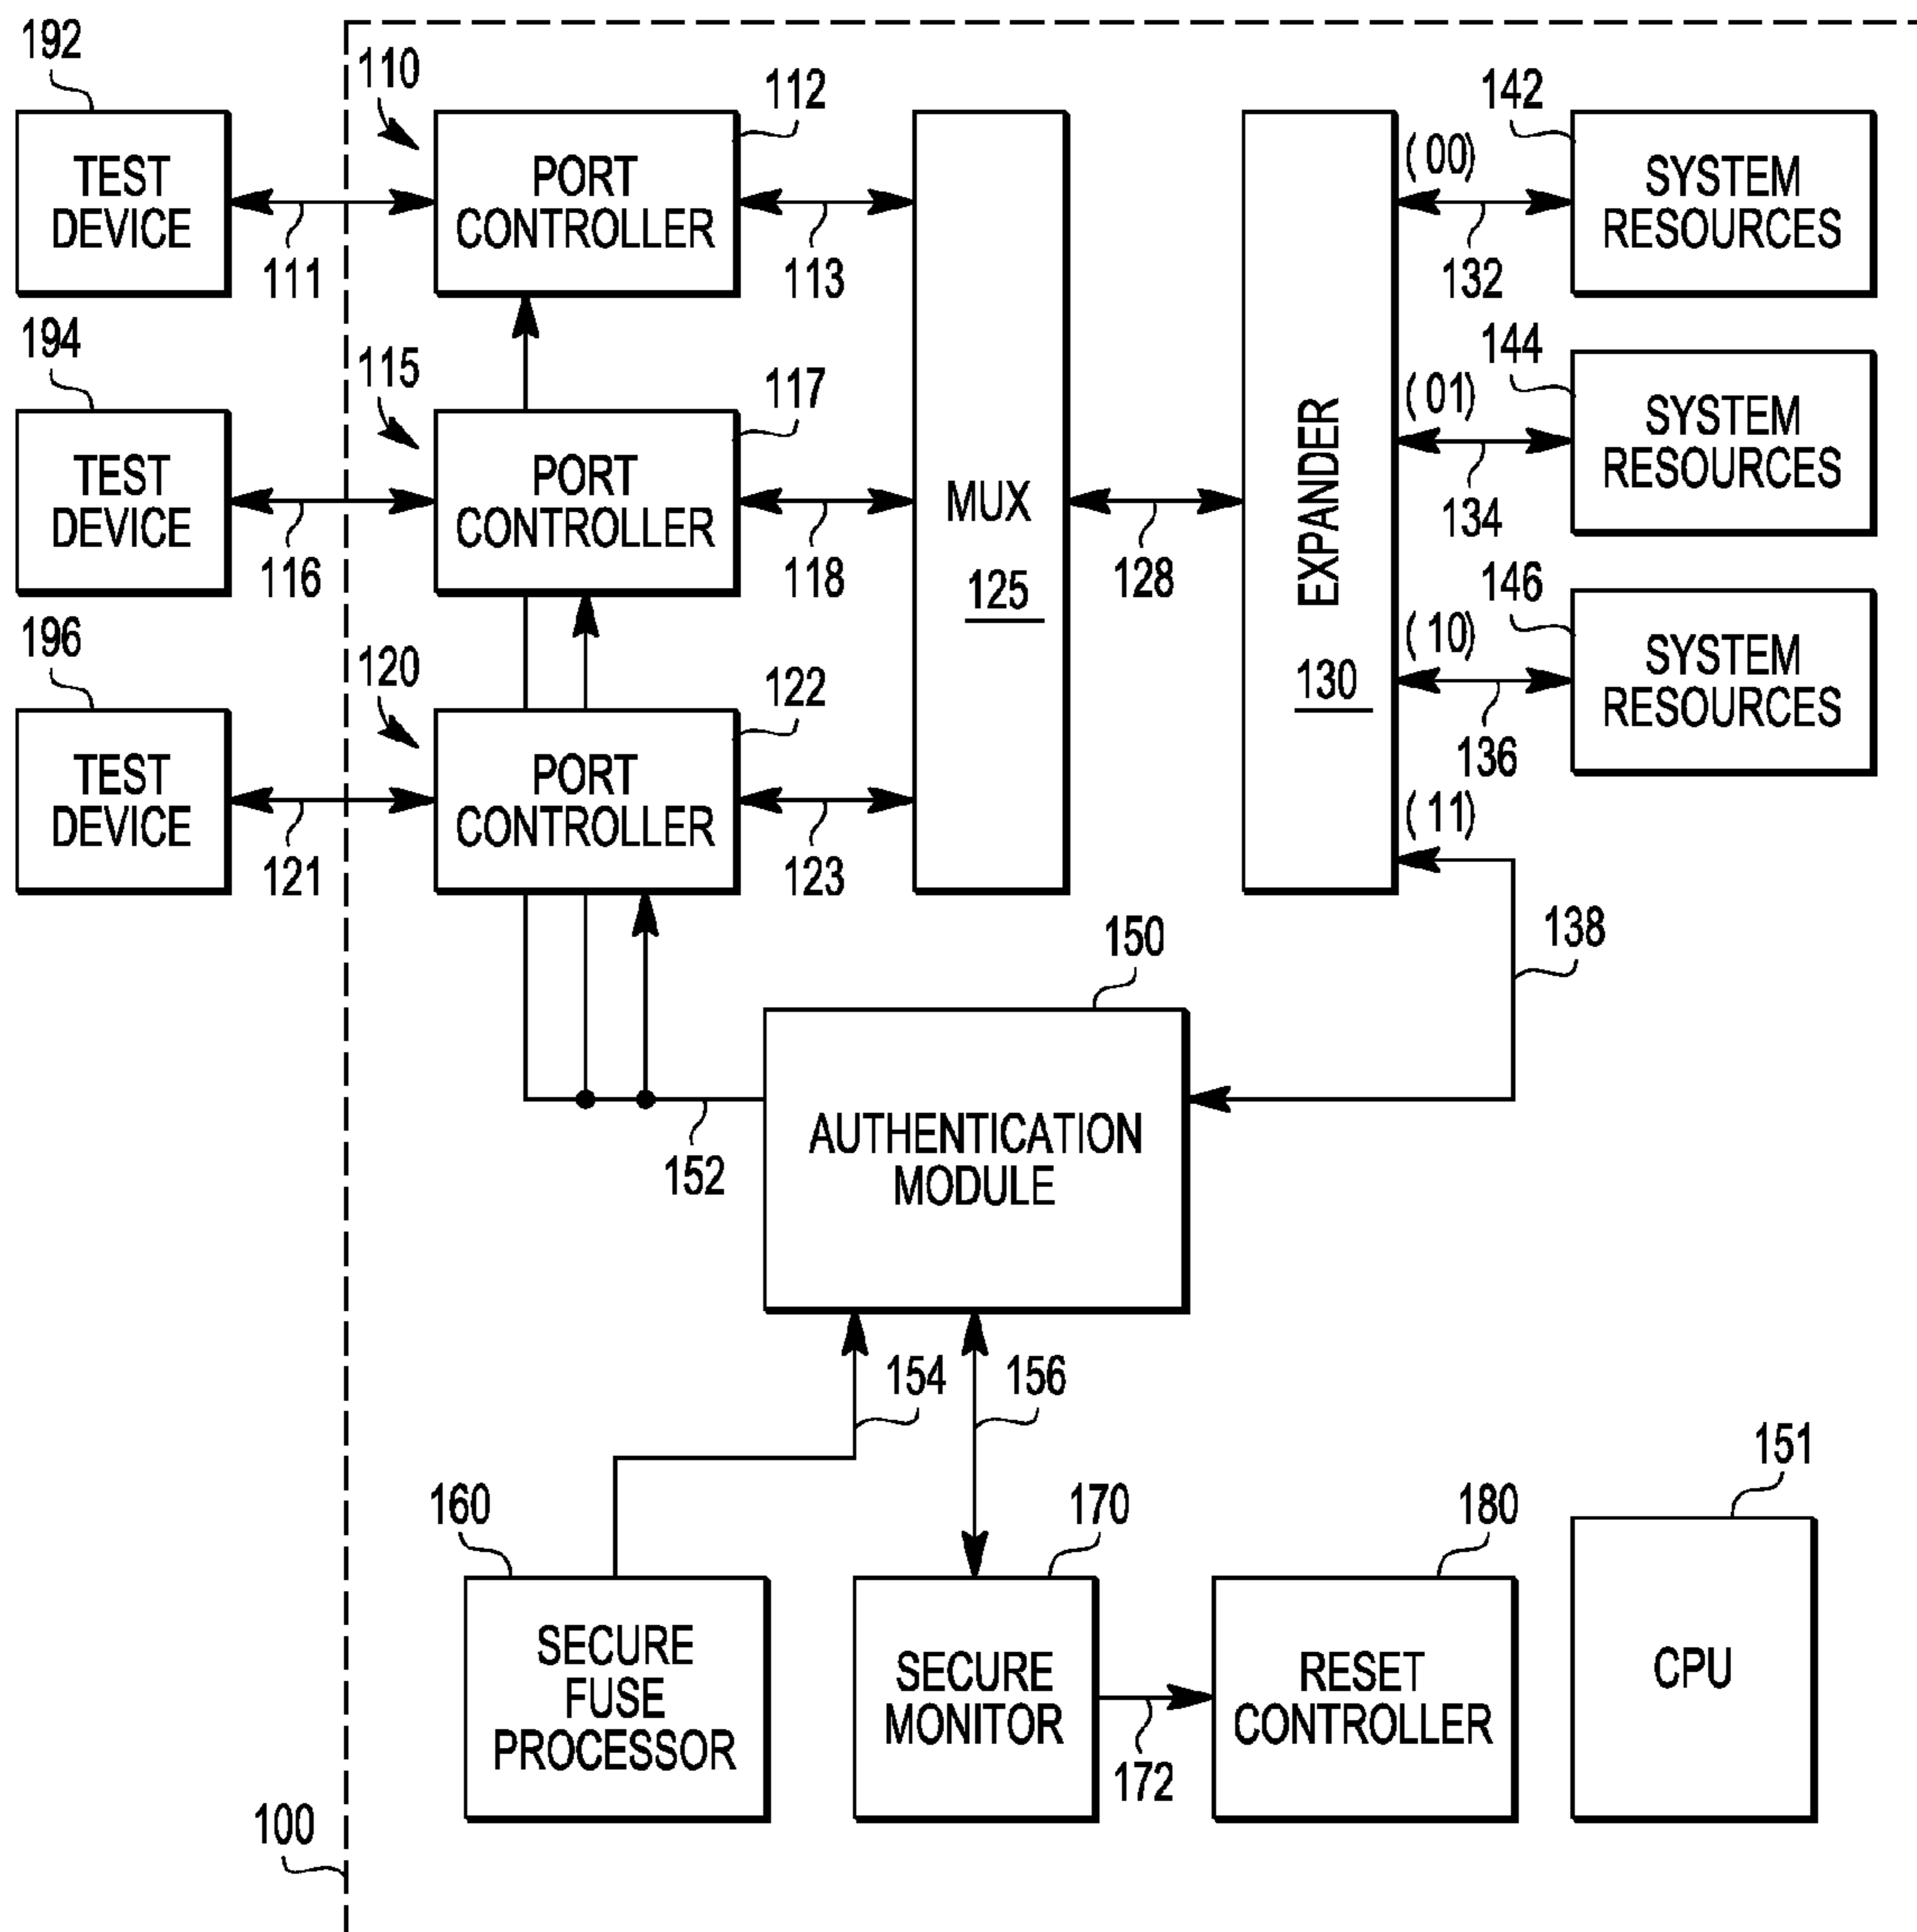 192
110
112
142
TEST
DEVICE
PORT
CONTROLLER
(00)
SYSTEM
RESOURCES
111
113
132
194
115
117
144
TEST
DEVICE
PORT
CONTROLLER
MUX
125
EXPANDER
130
(01)
SYSTEM
RESOURCES
134
116
118
128
146
196
120
122
(10)
SYSTEM
RESOURCES
136
TEST
DEVICE
PORT
CONTROLLER
(11)
121
123
138
150
AUTHENTICATION
MODULE
152
154
156
151
160
170
180
SECURE
FUSE
PROCESSOR
SECURE
MONITOR
RESET
CONTROLLER
CPU
172
100